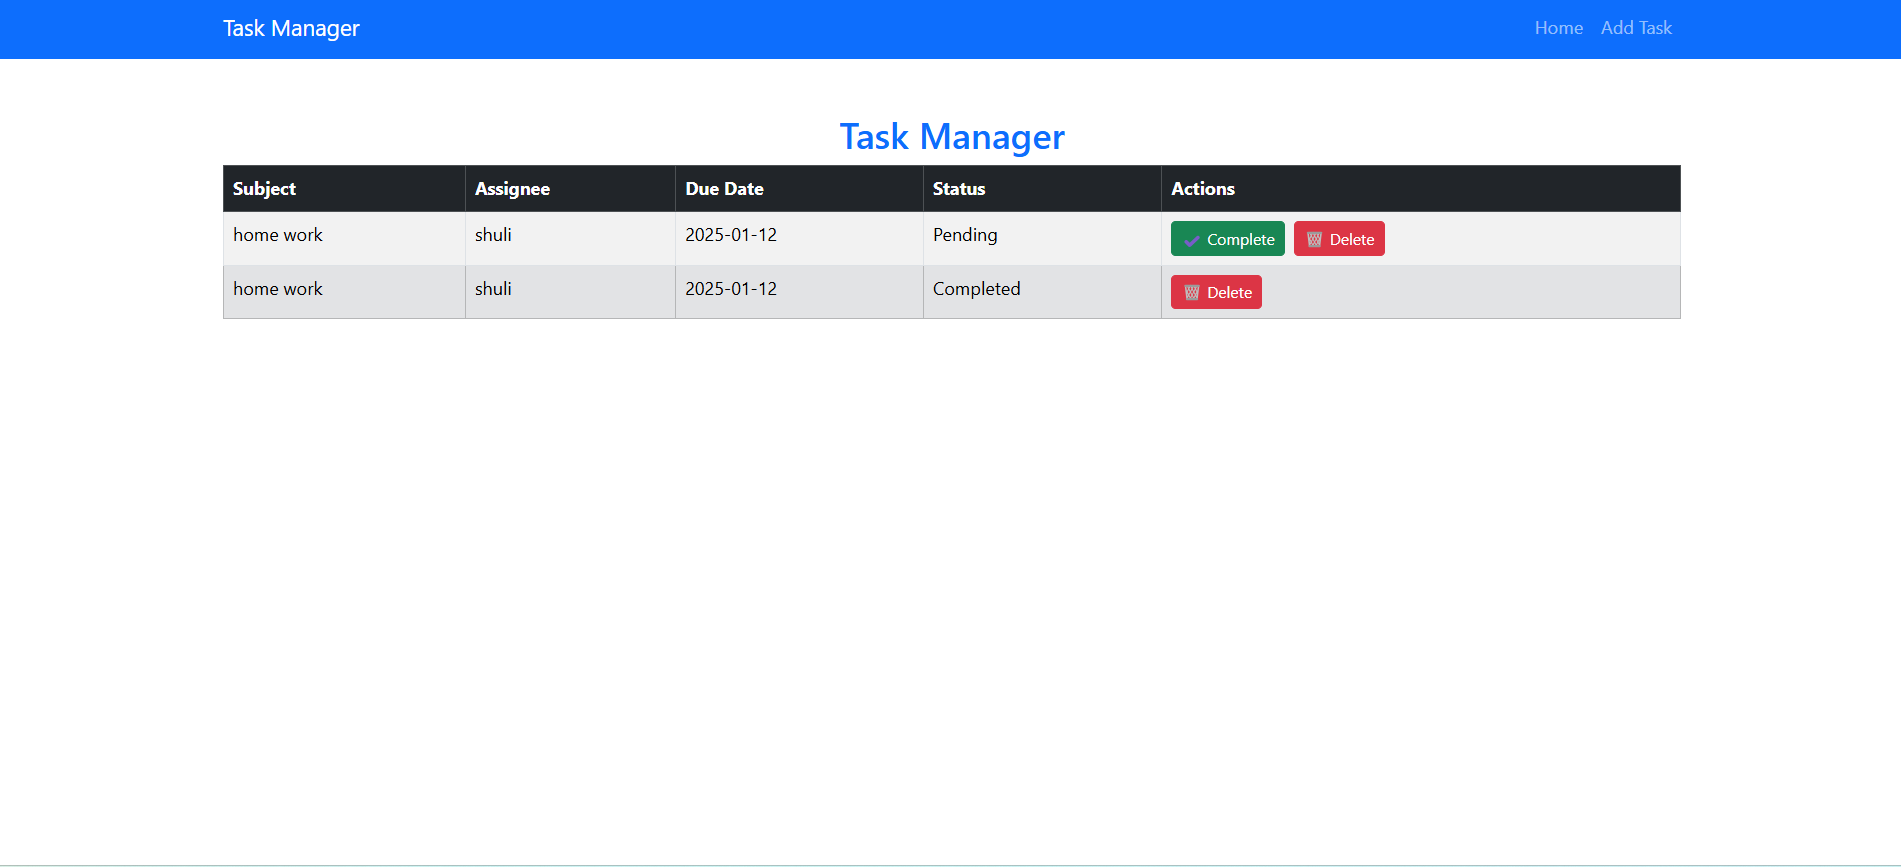 Task Manager Home Add Task
Task Manager
Subject Assignee Due Date Status Actions
home work shuli 2025-01-12 Pending Complete Delete
home work shuli 2025-01-12 Completed Delete